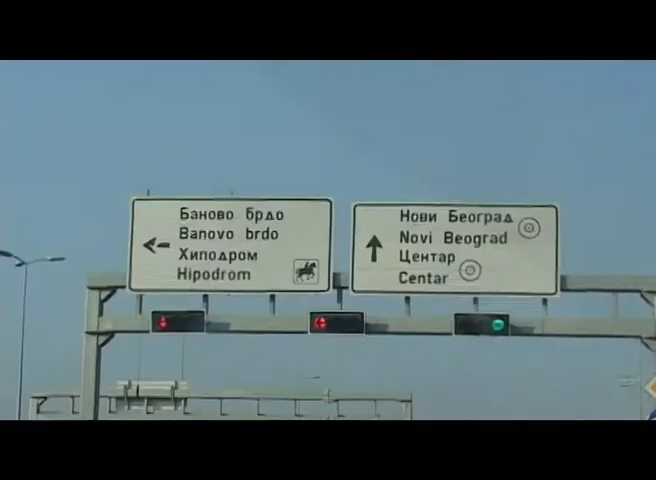 Баново брдо
Banovo brdo
Хиподром
Hipodrom
Нови Београд
Novi Beograd
Центар
Centar